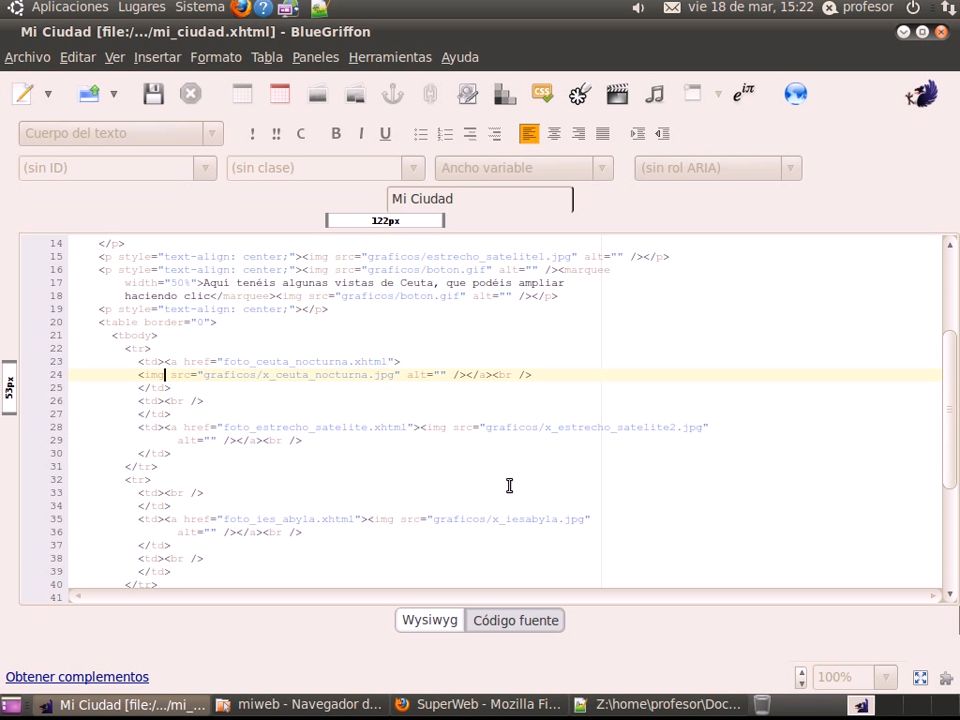 Aplicaciones Lugares Sistema vie 18 de mar, 15:22 profesor
Mi Ciudad [file:/.../mi_ciudad.xhtml] - BlueGriffon
Archivo Editar Ver Insertar Formato Tabla Paneles Herramientas Ayuda
CSS
Cuerpo del texto ! !! C B I U
(sin ID) (sin clase) Ancho variable (sin rol ARIA)
Mi Ciudad
122px
14 </p>
15 <p style="text-align: center;"><img src="graficos/estrecho_satelite1.jpg" alt="" /></p>
16 <p style="text-align: center;"><img src="graficos/boton.gif" alt="" /><marquee
17 width="50%">Aquí tenéis algunas vistas de Ceuta, que podéis ampliar
18 haciendo clic</marquee><img src="graficos/boton.gif" alt="" /></p>
19 <p style="text-align: center;"></p>
20 <table border="0">
21 <tbody>
22 <tr>
23 <td><a href="foto_ceuta_nocturna.xhtml">
24 <img src="graficos/x_ceuta_nocturna.jpg" alt="" /></a><br />
25 </td>
26 <td><br />
27 </td>
28 <td><a href="foto_estrecho_satelite.xhtml"><img src="graficos/x_estrecho_satelite2.jpg"
29 alt="" /></a><br />
30 </td>
31 </tr>
32 <tr>
33 <td><br />
34 </td>
35 <td><a href="foto_ies_abyla.xhtml"><img src="graficos/x_iesabyla.jpg"
36 alt="" /></a><br />
37 </td>
38 <td><br />
39 </td>
40 </tr>
41
53px
Wysiwyg Código fuente
Obtener complementos 100%
Mi Ciudad [file:/.../mi_... miweb - Navegador d... SuperWeb - Mozilla Fi... Z:\home\profesor\Doc...